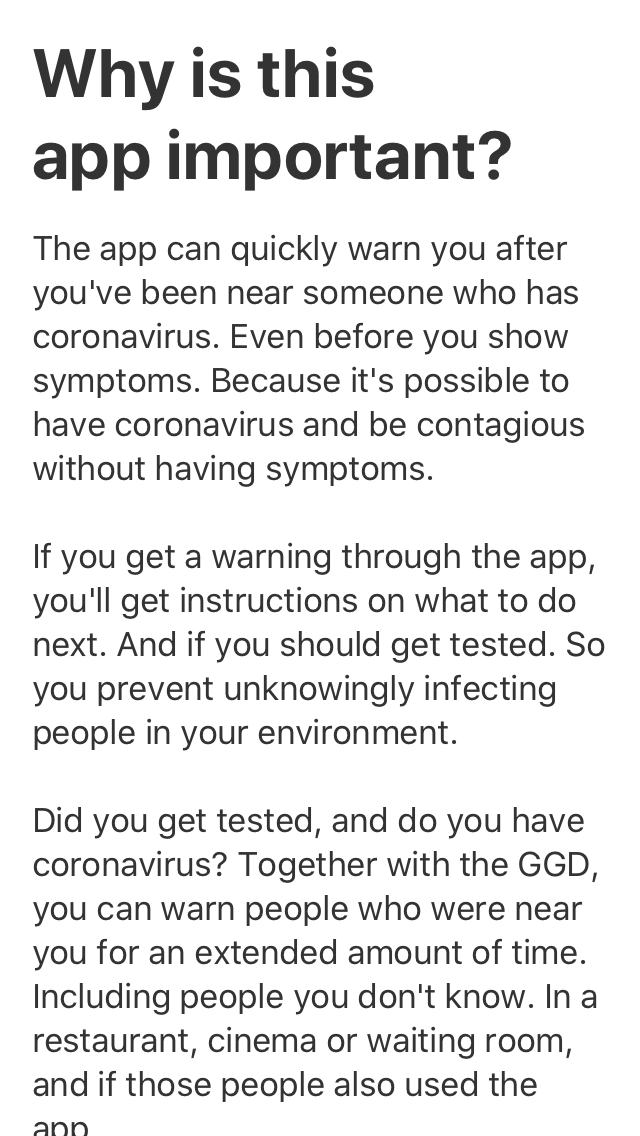 Why is this
app important?
The app can quickly warn you after
you've been near someone who has
coronavirus. Even before you show
symptoms. Because it's possible to
have coronavirus and be contagious
without having symptoms.
If you get a warning through the app,
you'll get instructions on what to do
next. And if you should get tested. So
you prevent unknowingly infecting
people in your environment.
Did you get tested, and do you have
coronavirus? Together with the GGD,
you can warn people who were near
you for an extended amount of time.
Including people you don't know. In a
restaurant, cinema or waiting room,
and if those people also used the
app